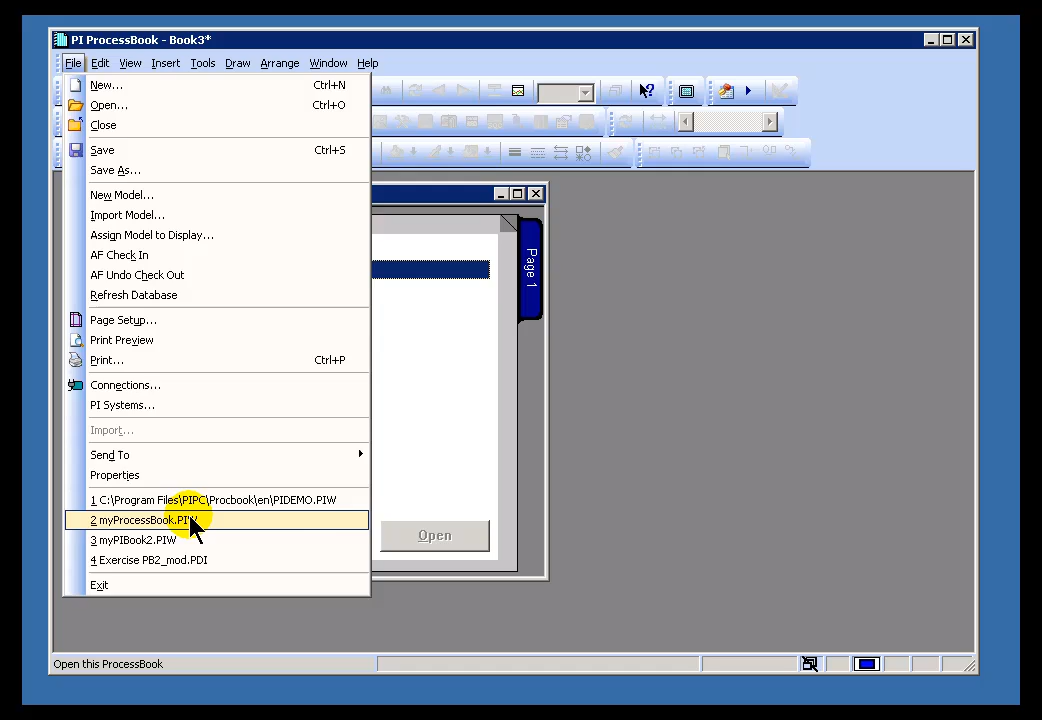 PI ProcessBook - Book3*
File Edit View Insert Tools Draw Arrange Window Help
New... Ctrl+N
Open... Ctrl+O
Close
Save Ctrl+S
Save As...
New Model...
Import Model...
Assign Model to Display...
AF Check In
AF Undo Check Out
Refresh Database
Page Setup...
Print Preview
Print... Ctrl+P
Connections...
PI Systems...
Import...
Send To
Properties
1 C:\Program Files\PIPC\Procbook\en\PIDEMO.PIW
2 myProcessBook.PIW
3 myPIBook2.PIW
4 Exercise PB2_mod.PDI
Exit
Page 1
Open
Open this ProcessBook